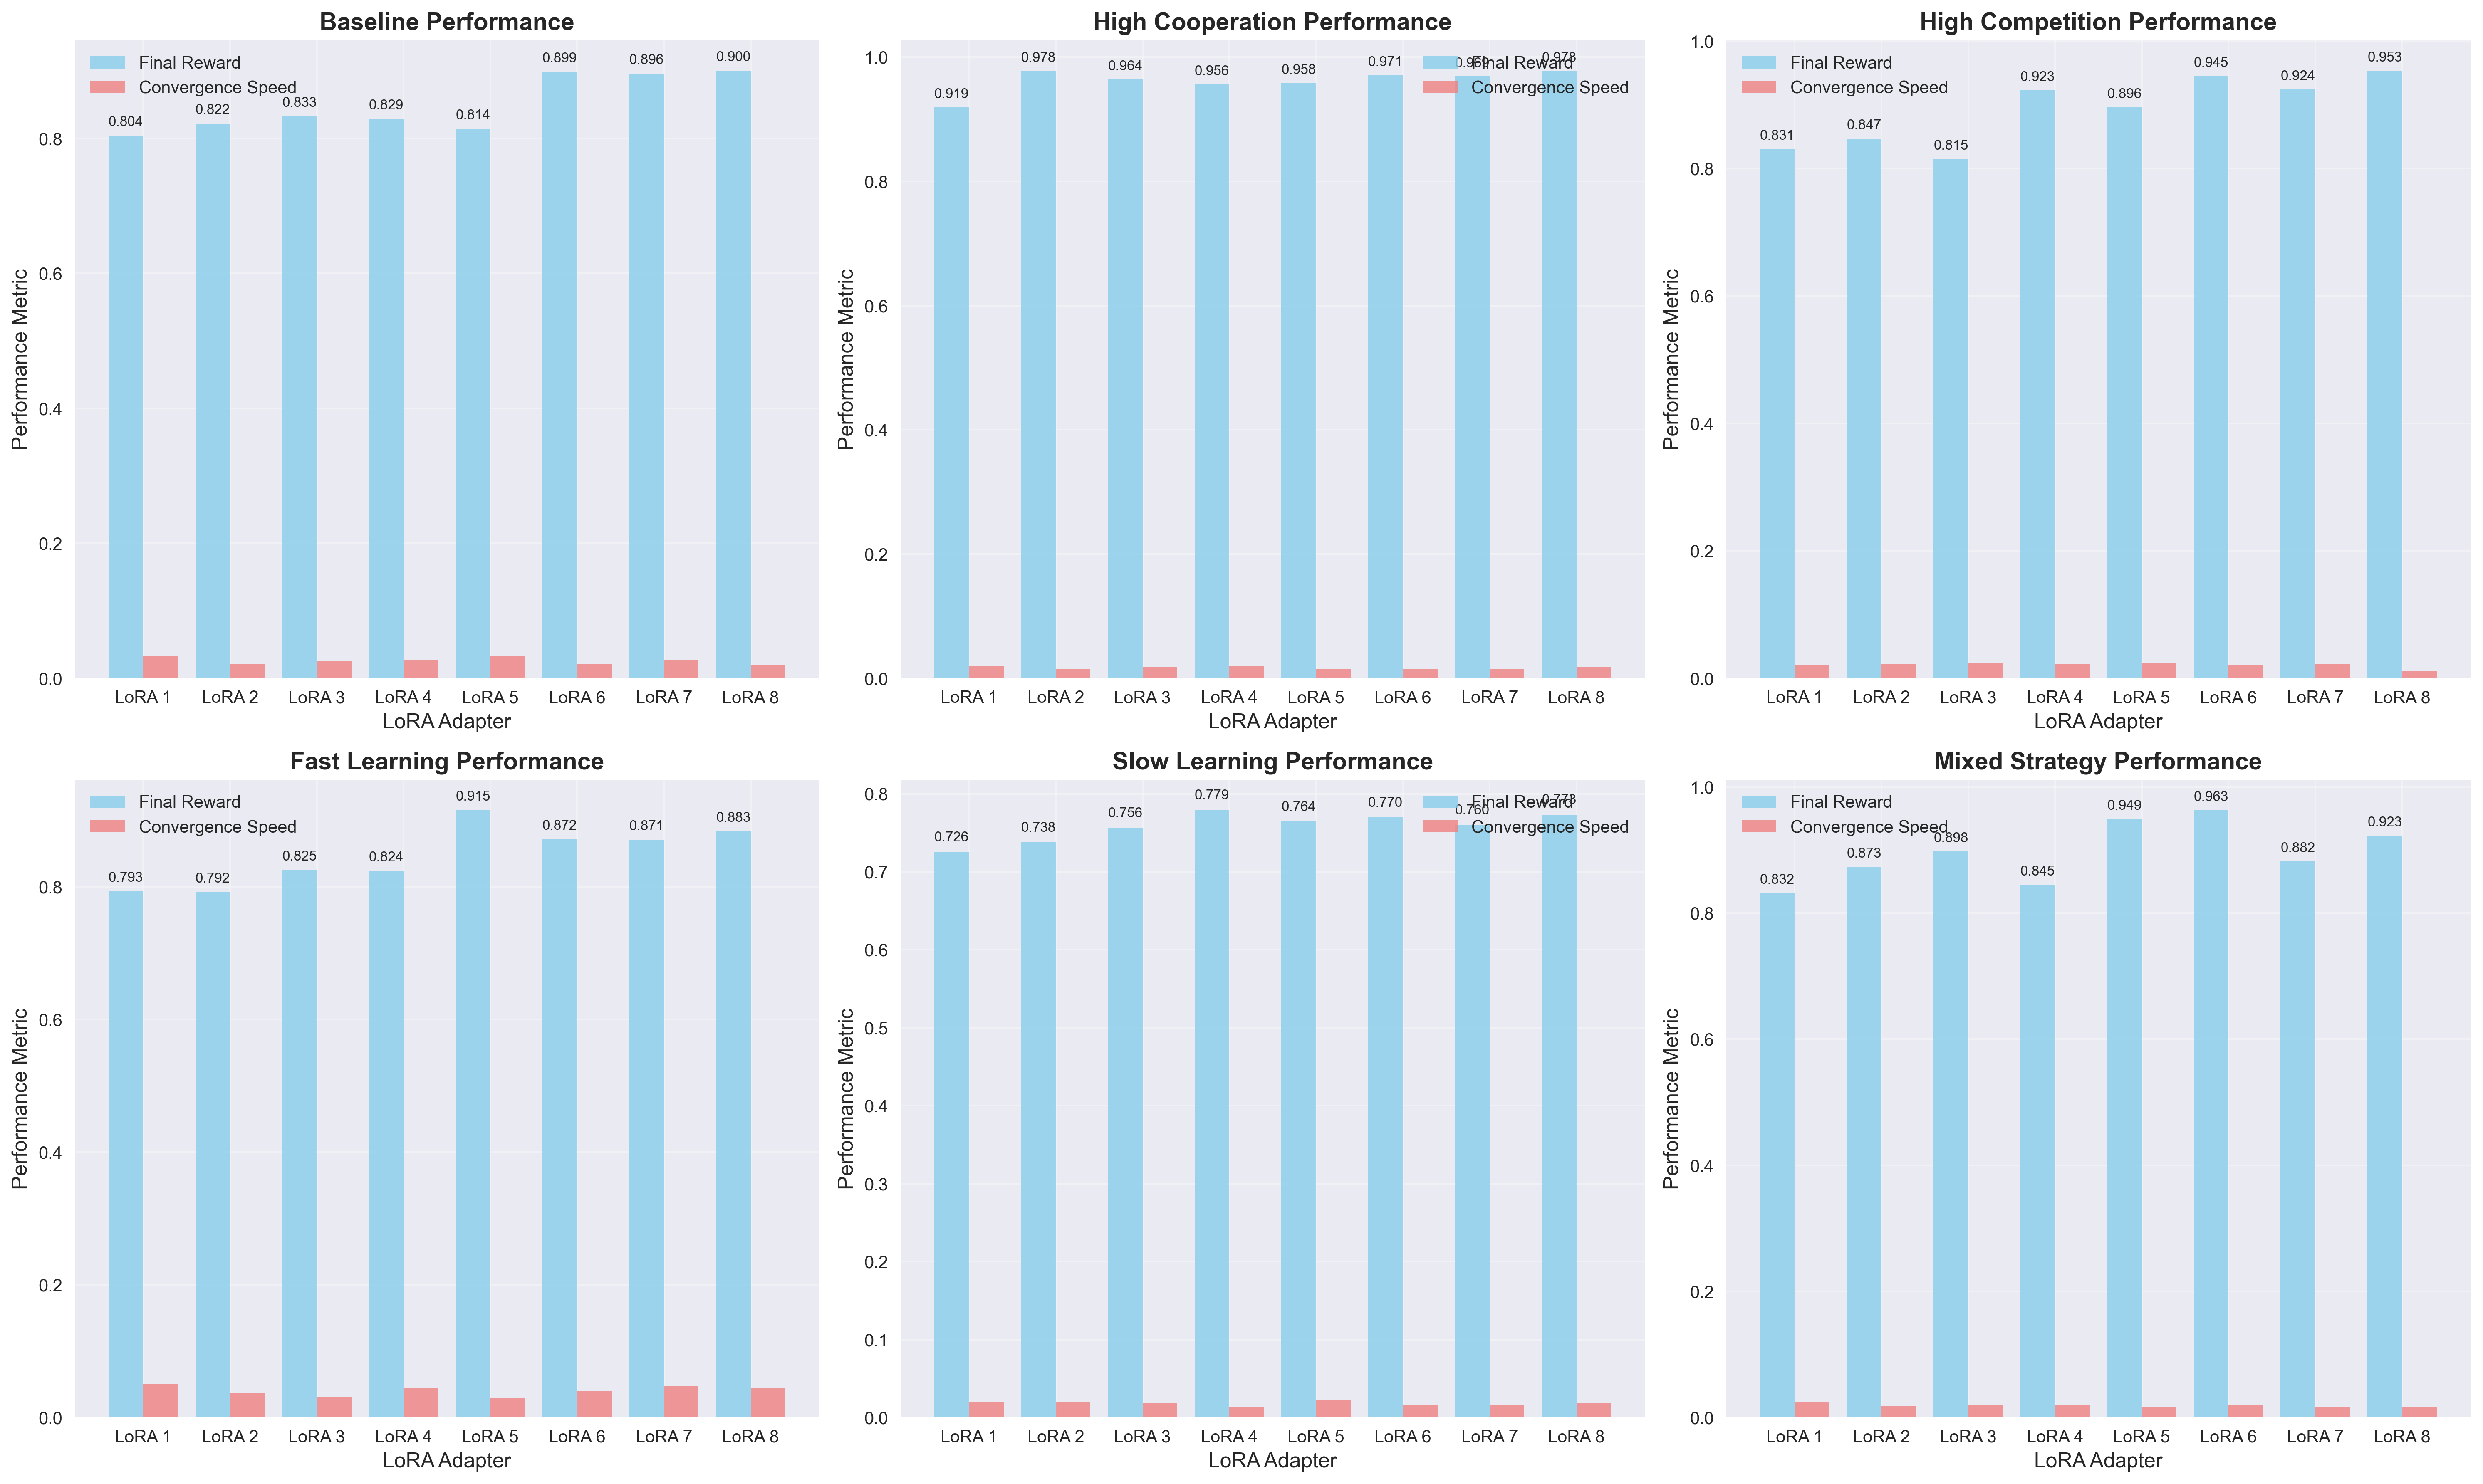 Baseline Performance
Final Reward
Convergence Speed
0.804
0.822
0.833
0.829
0.814
0.899
0.896
0.900
0.8
0.6
0.4
0.2
0.0
Performance Metric
LoRA 1 LoRA 2 LoRA 3 LoRA 4 LoRA 5 LoRA 6 LoRA 7 LoRA 8
LoRA Adapter
High Cooperation Performance
Final Reward
Convergence Speed
0.919
0.978
0.964
0.956
0.958
0.971
0.978
1.0
0.8
0.6
0.4
0.2
0.0
Performance Metric
LoRA 1 LoRA 2 LoRA 3 LoRA 4 LoRA 5 LoRA 6 LoRA 7 LoRA 8
LoRA Adapter
High Competition Performance
Final Reward
Convergence Speed
0.831
0.847
0.815
0.923
0.896
0.945
0.924
0.953
1.0
0.8
0.6
0.4
0.2
0.0
Performance Metric
LoRA 1 LoRA 2 LoRA 3 LoRA 4 LoRA 5 LoRA 6 LoRA 7 LoRA 8
LoRA Adapter
Fast Learning Performance
Final Reward
Convergence Speed
0.793
0.792
0.825
0.824
0.915
0.872
0.871
0.883
0.8
0.6
0.4
0.2
0.0
Performance Metric
LoRA 1 LoRA 2 LoRA 3 LoRA 4 LoRA 5 LoRA 6 LoRA 7 LoRA 8
LoRA Adapter
Slow Learning Performance
Final Reward
Convergence Speed
0.726
0.738
0.756
0.779
0.764
0.770
0.760
0.773
0.8
0.7
0.6
0.5
0.4
0.3
0.2
0.1
0.0
Performance Metric
LoRA 1 LoRA 2 LoRA 3 LoRA 4 LoRA 5 LoRA 6 LoRA 7 LoRA 8
LoRA Adapter
Mixed Strategy Performance
Final Reward
Convergence Speed
0.832
0.873
0.898
0.845
0.949
0.963
0.882
0.923
1.0
0.8
0.6
0.4
0.2
0.0
Performance Metric
LoRA 1 LoRA 2 LoRA 3 LoRA 4 LoRA 5 LoRA 6 LoRA 7 LoRA 8
LoRA Adapter